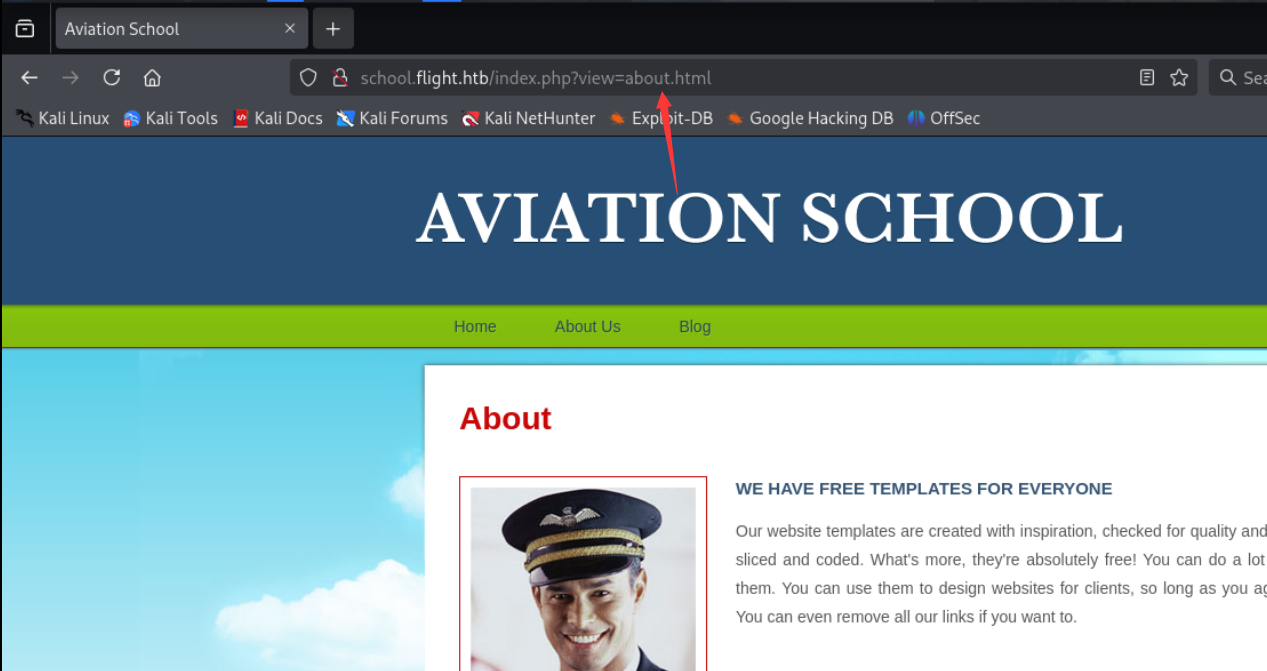 Aviation School
school.flight.htb/index.php?view=about.html
Kali Linux Kali Tools Kali Docs Kali Forums Kali NetHunter Exploit-DB Google Hacking DB OffSec
AVIATION SCHOOL
Home About Us Blog
About
WE HAVE FREE TEMPLATES FOR EVERYONE
Our website templates are created with inspiration, checked for quality and
sliced and coded. What's more, they're absolutely free! You can do a lot
them. You can use them to design websites for clients, so long as you
You can even remove all our links if you want to.